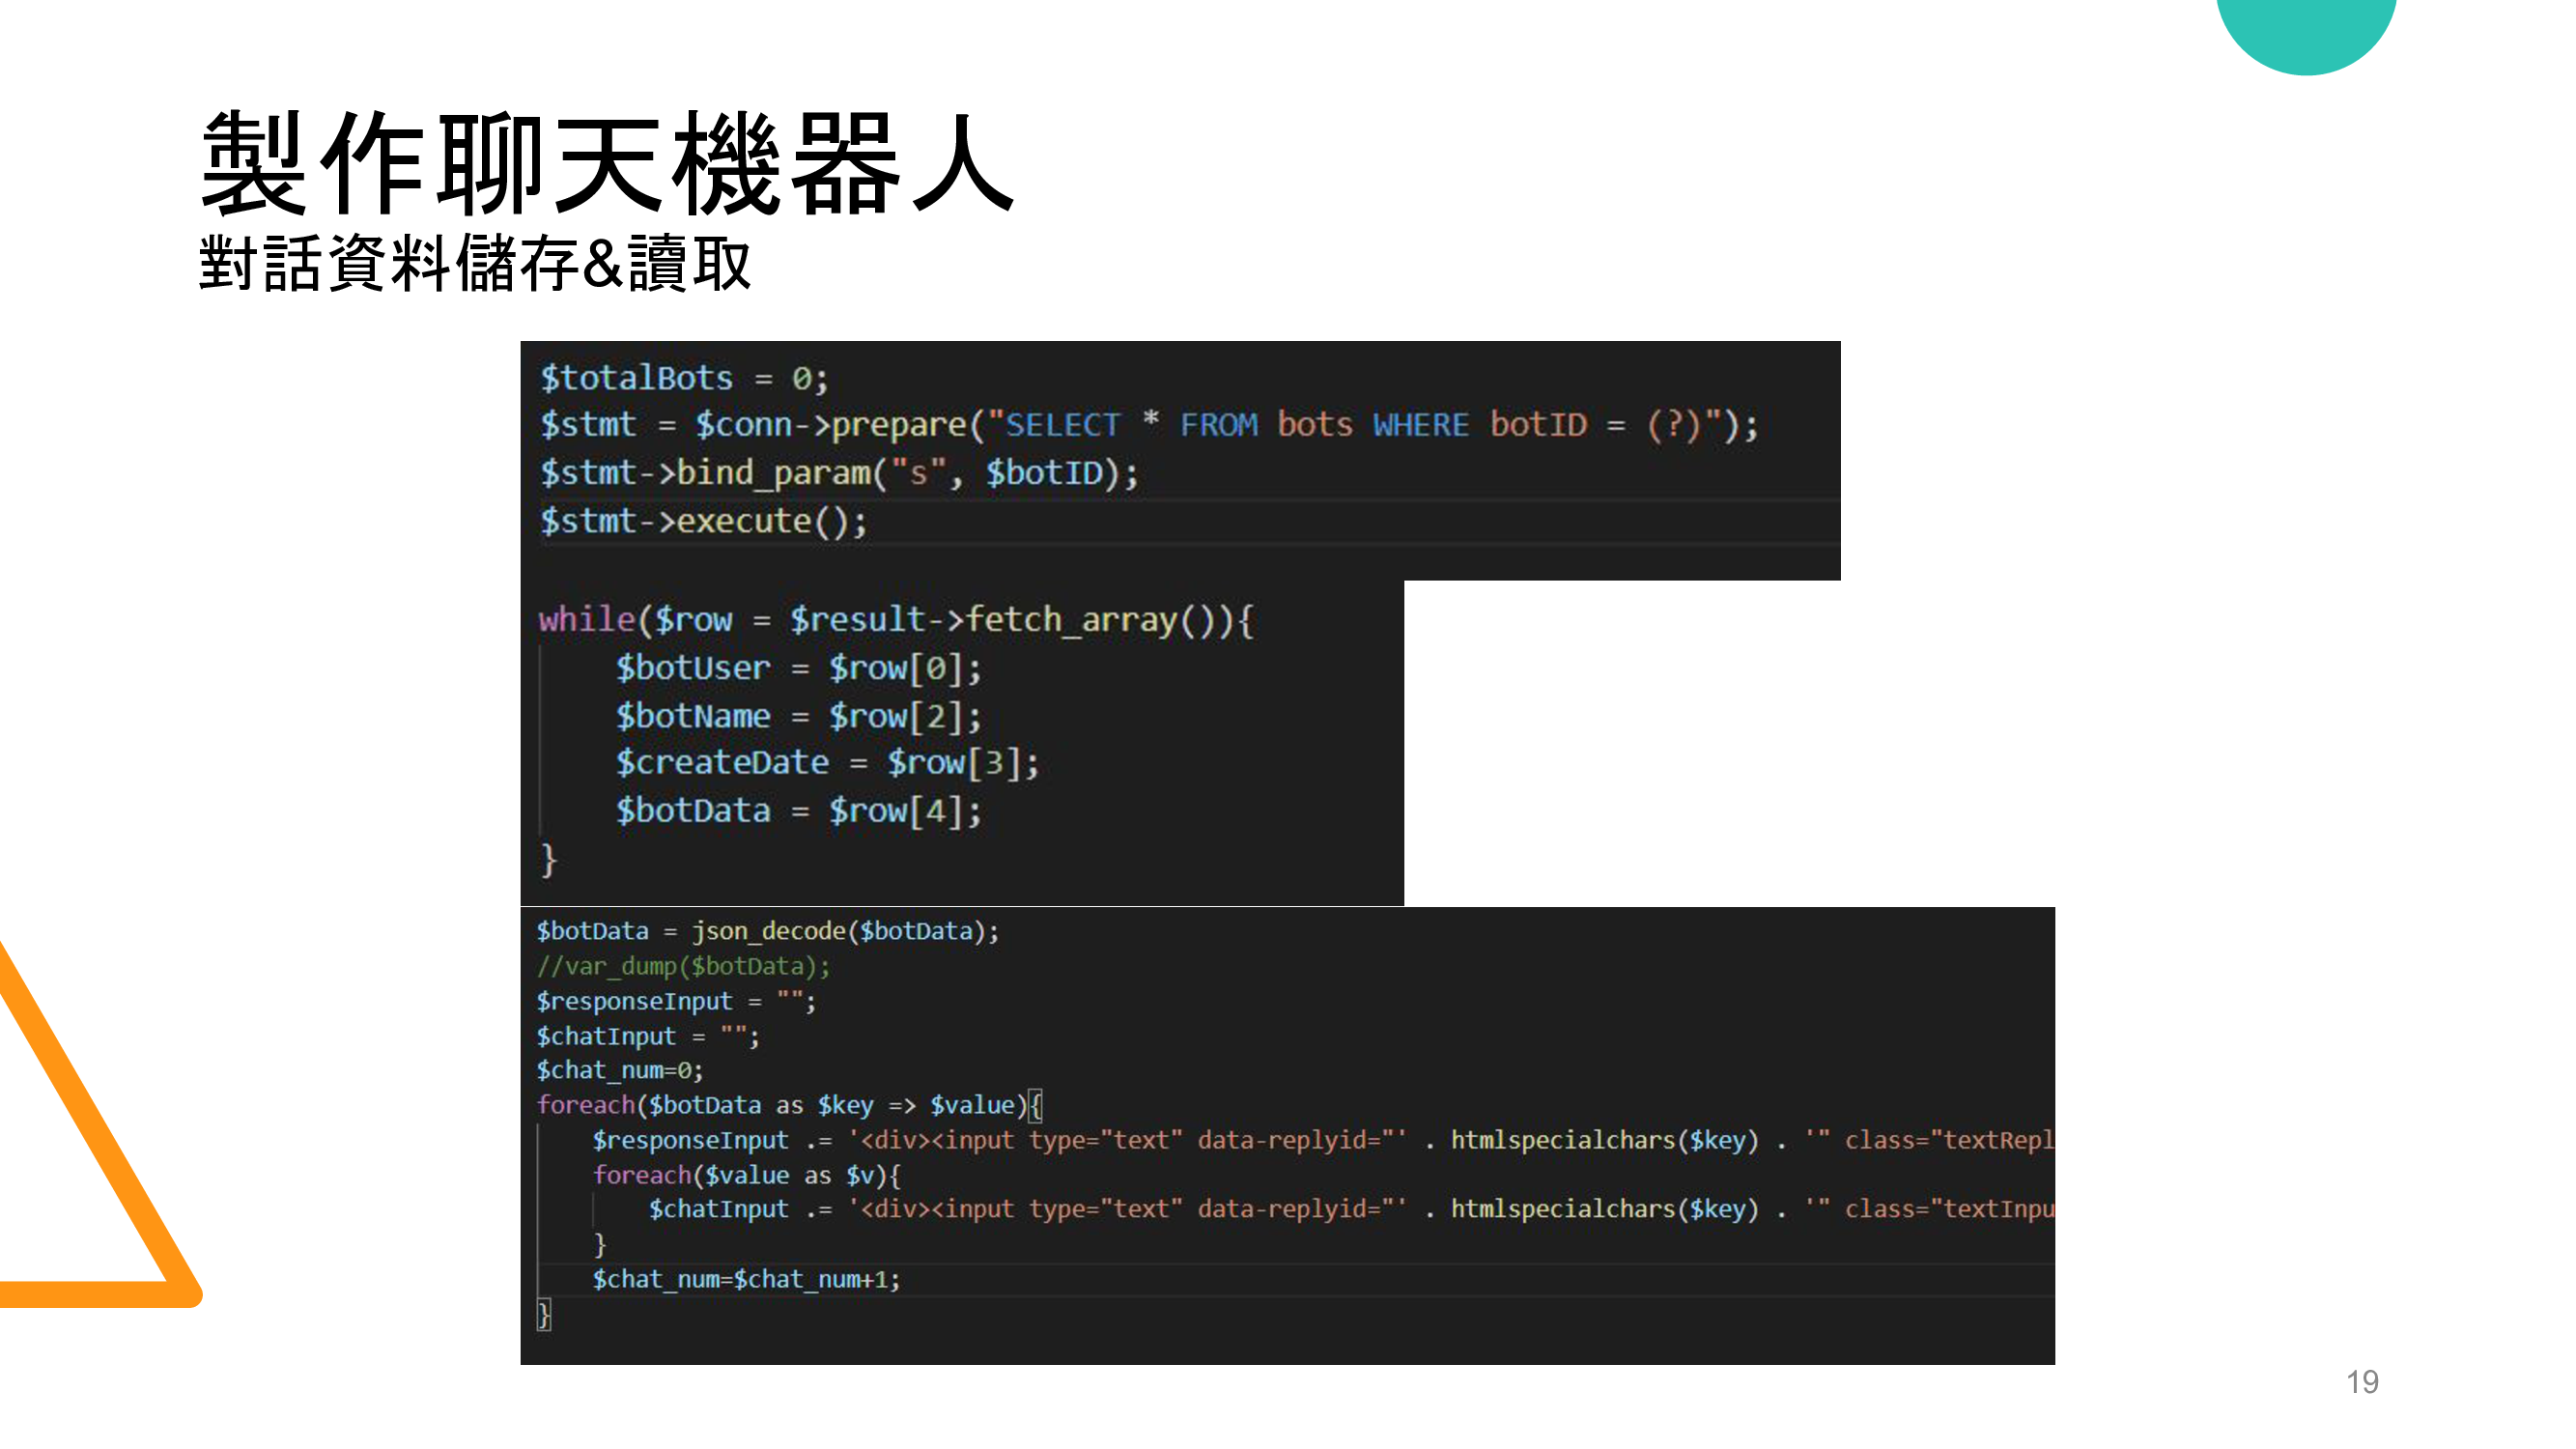 製作聊天機器人
對話資料儲存&讀取
$totalBots = 0;
$stmt = $conn->prepare("SELECT * FROM bots WHERE botID = (?)");
$stmt->bind_param("s", $botID);
$stmt->execute();
while($row = $result->fetch_array()){
    $botUser = $row[0];
    $botName = $row[2];
    $createDate = $row[3];
    $botData = $row[4];
}
$botData = json_decode($botData);
//var_dump($botData);
$responseInput = "";
$chatInput = "";
$chat_num=0;
foreach($botData as $key => $value){
    $responseInput .= '<div><input type="text" data-replyid="' . htmlspecialchars($key) . '" class="textRepl
    foreach($value as $v){
        $chatInput .= '<div><input type="text" data-replyid="' . htmlspecialchars($key) . '" class="textInpu
    }
    $chat_num=$chat_num+1;
}
19